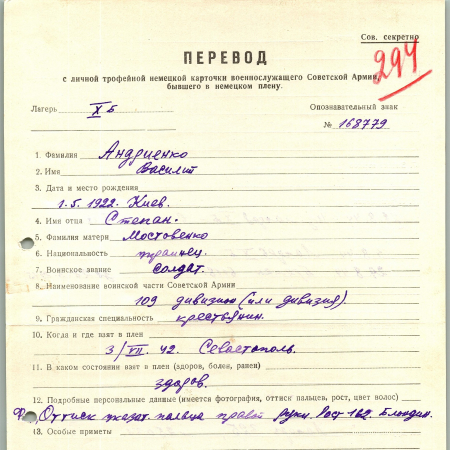 Сов. секретно
294
ПЕРЕВОД
с личной трофейной немецкой карточки военнослужащего Советской Армии,
бывшего в немецком плену.
Лагерь X Б Опознавательный знак
№ 168779
1. Фамилия Андриенко
2. Имя Василий
3. Дата и место рождения
1.5.1922. Киев.
4. Имя отца Степан.
5. Фамилия матери Мостовенко
6. Национальность украинец.
7. Воинское звание солдат.
8. Наименование воинской части Советской Армии
109 дивизион (или дивизия).
9. Гражданская специальность крестьянин.
10. Когда и где взят в плен
3/VII. 42. Севастополь.
11. В каком состоянии взят в плен (здоров, болен, ранен)
здоров.
12. Подробные персональные данные (имеется фотография, оттиск пальцев, рост, цвет волос)
Оттиск указат. пальца правой руки. Рост 162. Блондин.
13. Особые приметы